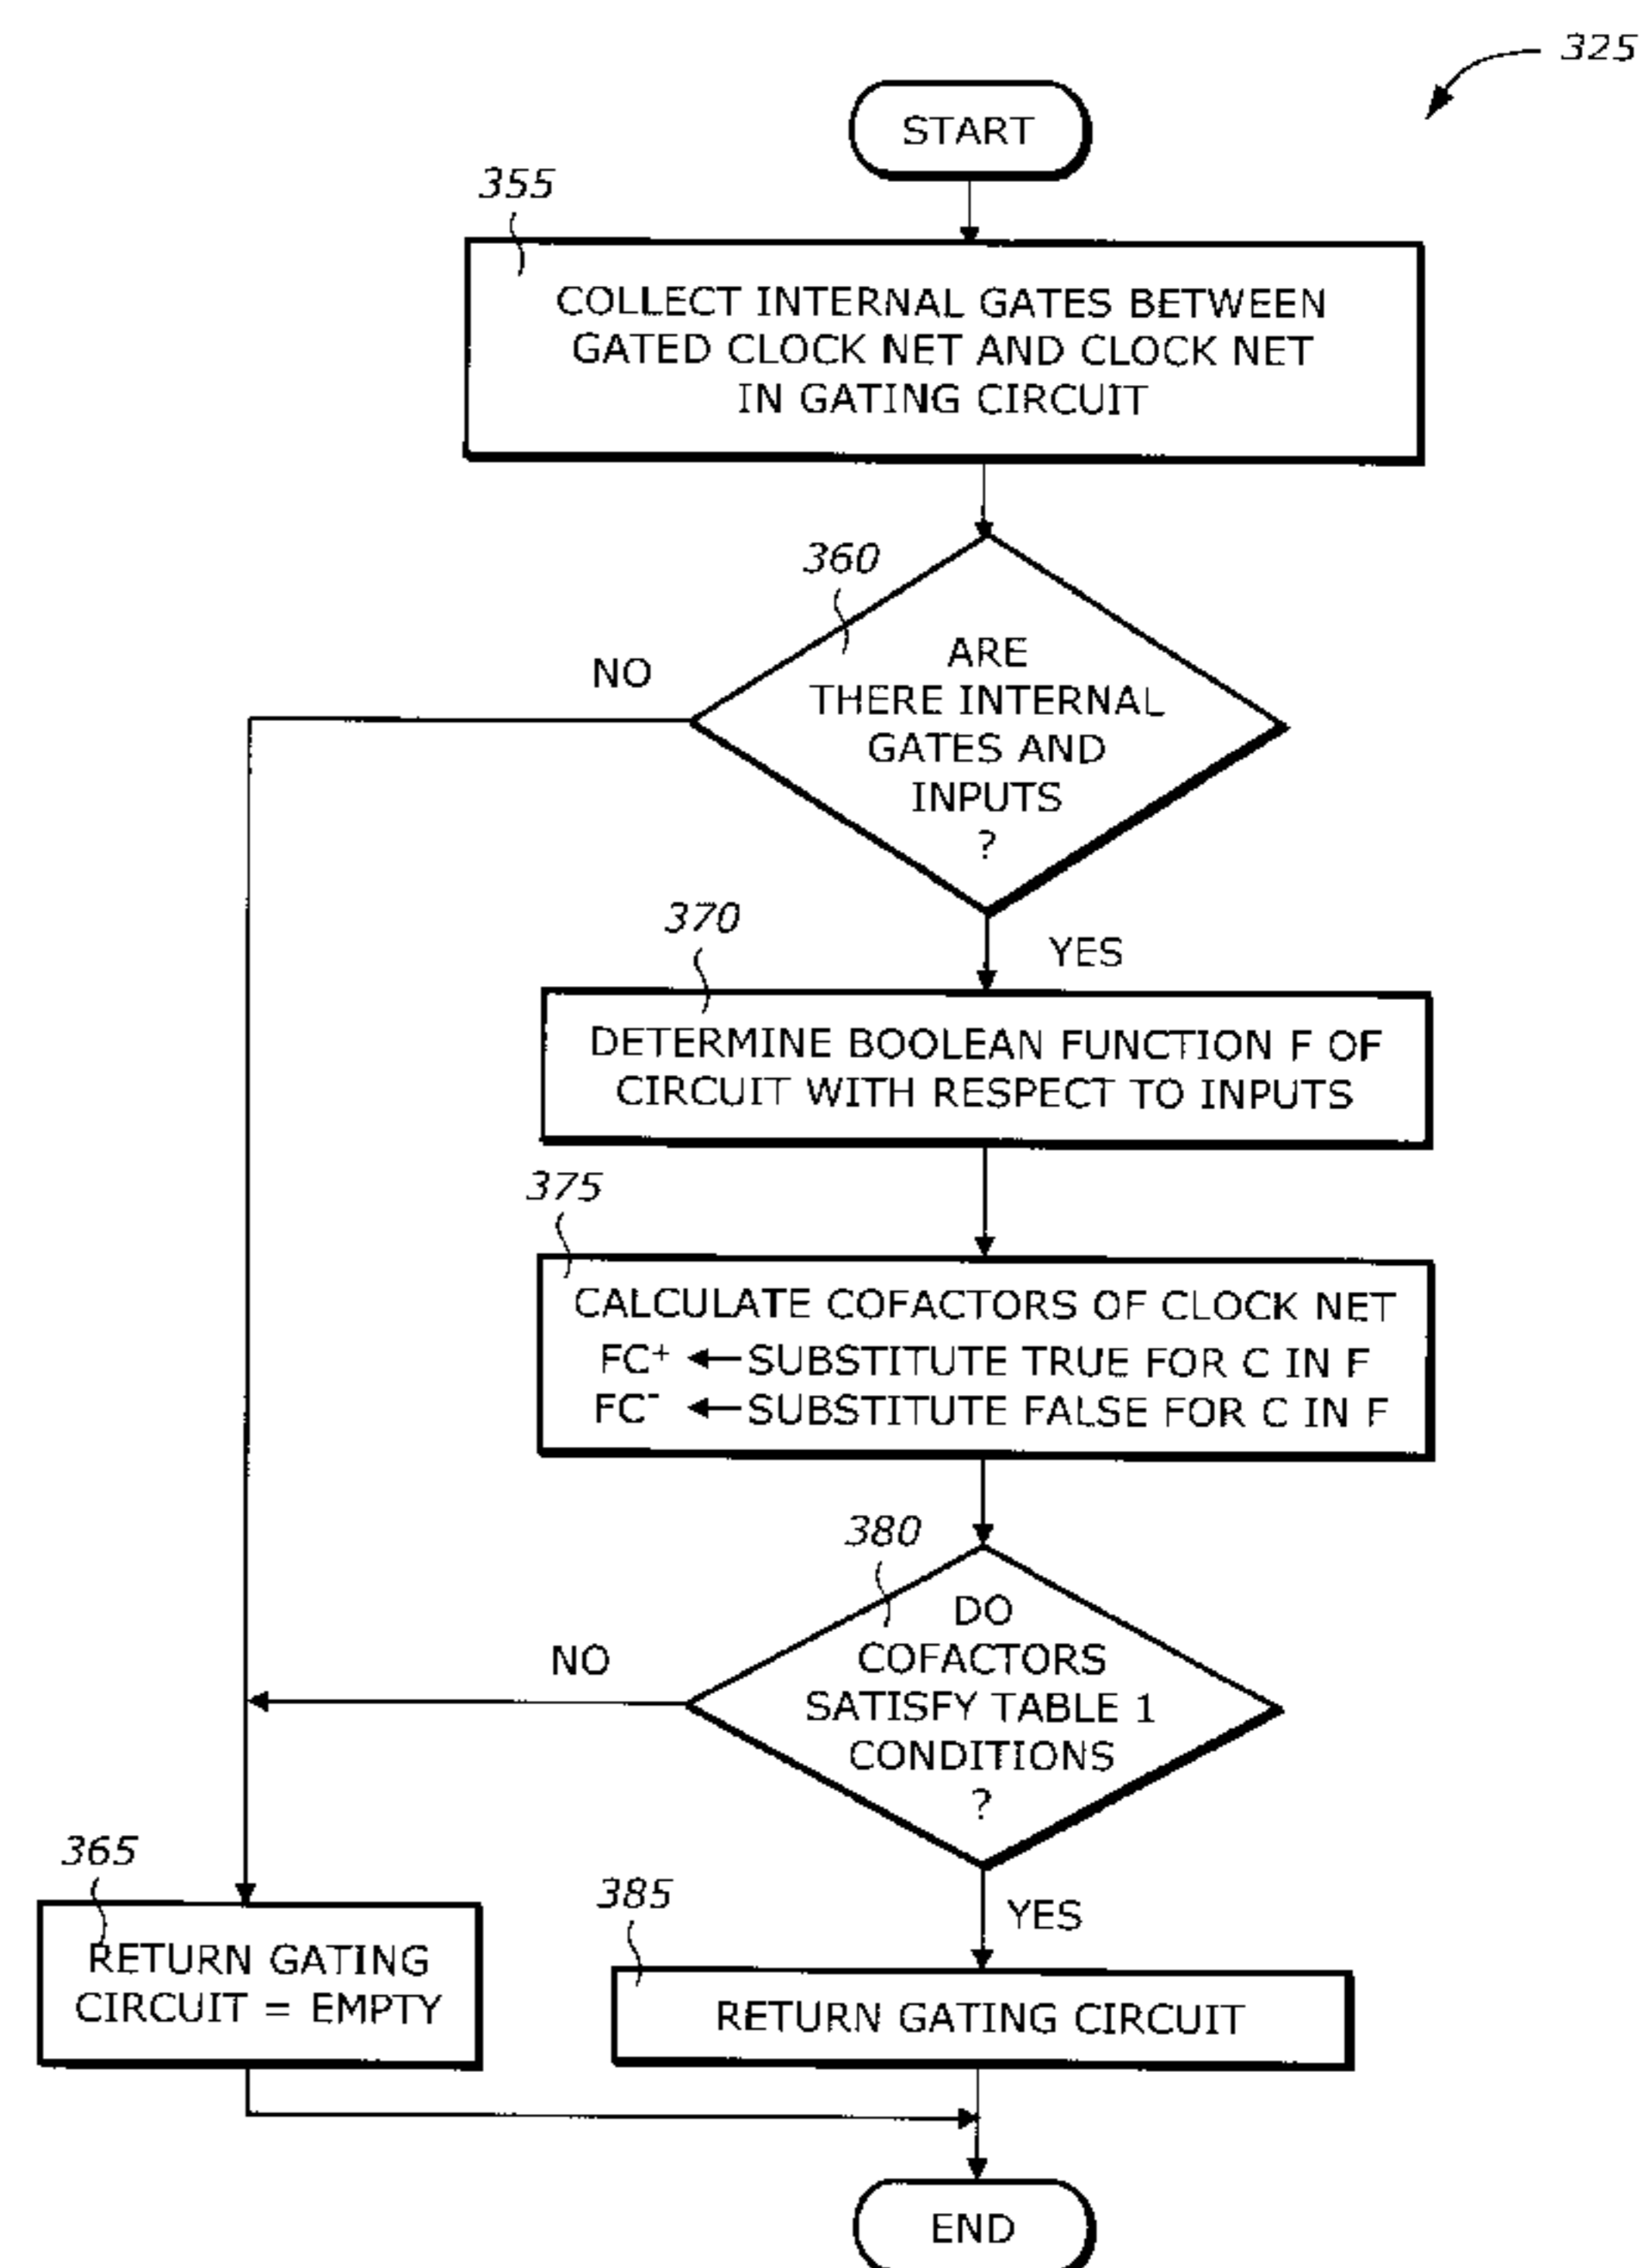 325
START
355
COLLECT INTERNAL GATES BETWEEN
GATED CLOCK NET AND CLOCK NET
IN GATING CIRCUIT
360
NO
ARE
THERE INTERNAL
GATES AND
INPUTS
?
370
YES
DETERMINE BOOLEAN FUNCTION F OF
CIRCUIT WITH RESPECT TO INPUTS
375
CALCULATE COFACTORS OF CLOCK NET
FC⁺ ← SUBSTITUTE TRUE FOR C IN F
FC⁻ ← SUBSTITUTE FALSE FOR C IN F
380
NO
DO
COFACTORS
SATISFY TABLE 1
CONDITIONS
?
365
385
YES
RETURN GATING
CIRCUIT = EMPTY
RETURN GATING CIRCUIT
END